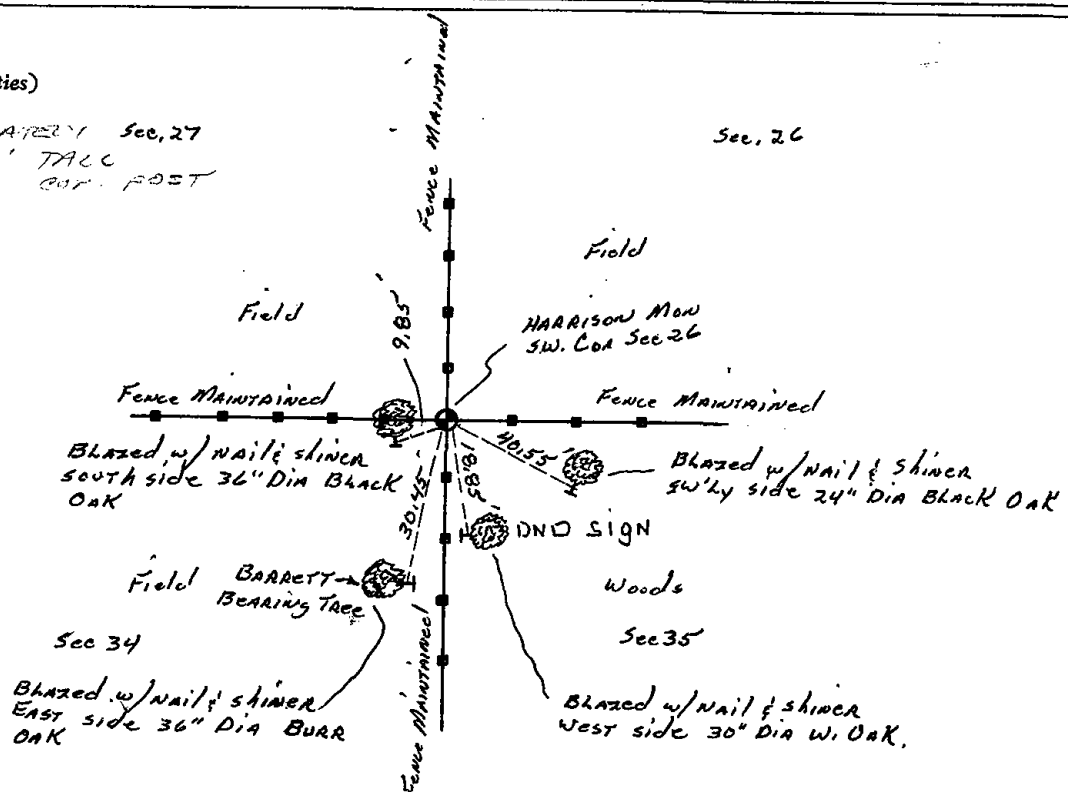 ties)
Sec, 27
TALL
COR. POST
Sec, 26
Fence Maintained
Field
Field
9.85'
HARRISON MON
SW. COR Sec 26
Fence Maintained
Fence Maintained
BLAZED w/NAIL & SHINER
SOUTH side 36" DIA BLACK
OAK
40.55'
BLAZED w/NAIL & SHINER
SW'Ly side 24" DIA BLACK OAK
30.45'
DND SIGN
Field
BARRETT
BEARING TREE
Woods
Sec 34
Sec 35
Fence Maintained
BLAZED w/NAIL & SHINER
EAST side 36" DIA BURR
OAK
BLAZED w/NAIL & SHINER
WEST side 30" DIA W. OAK.